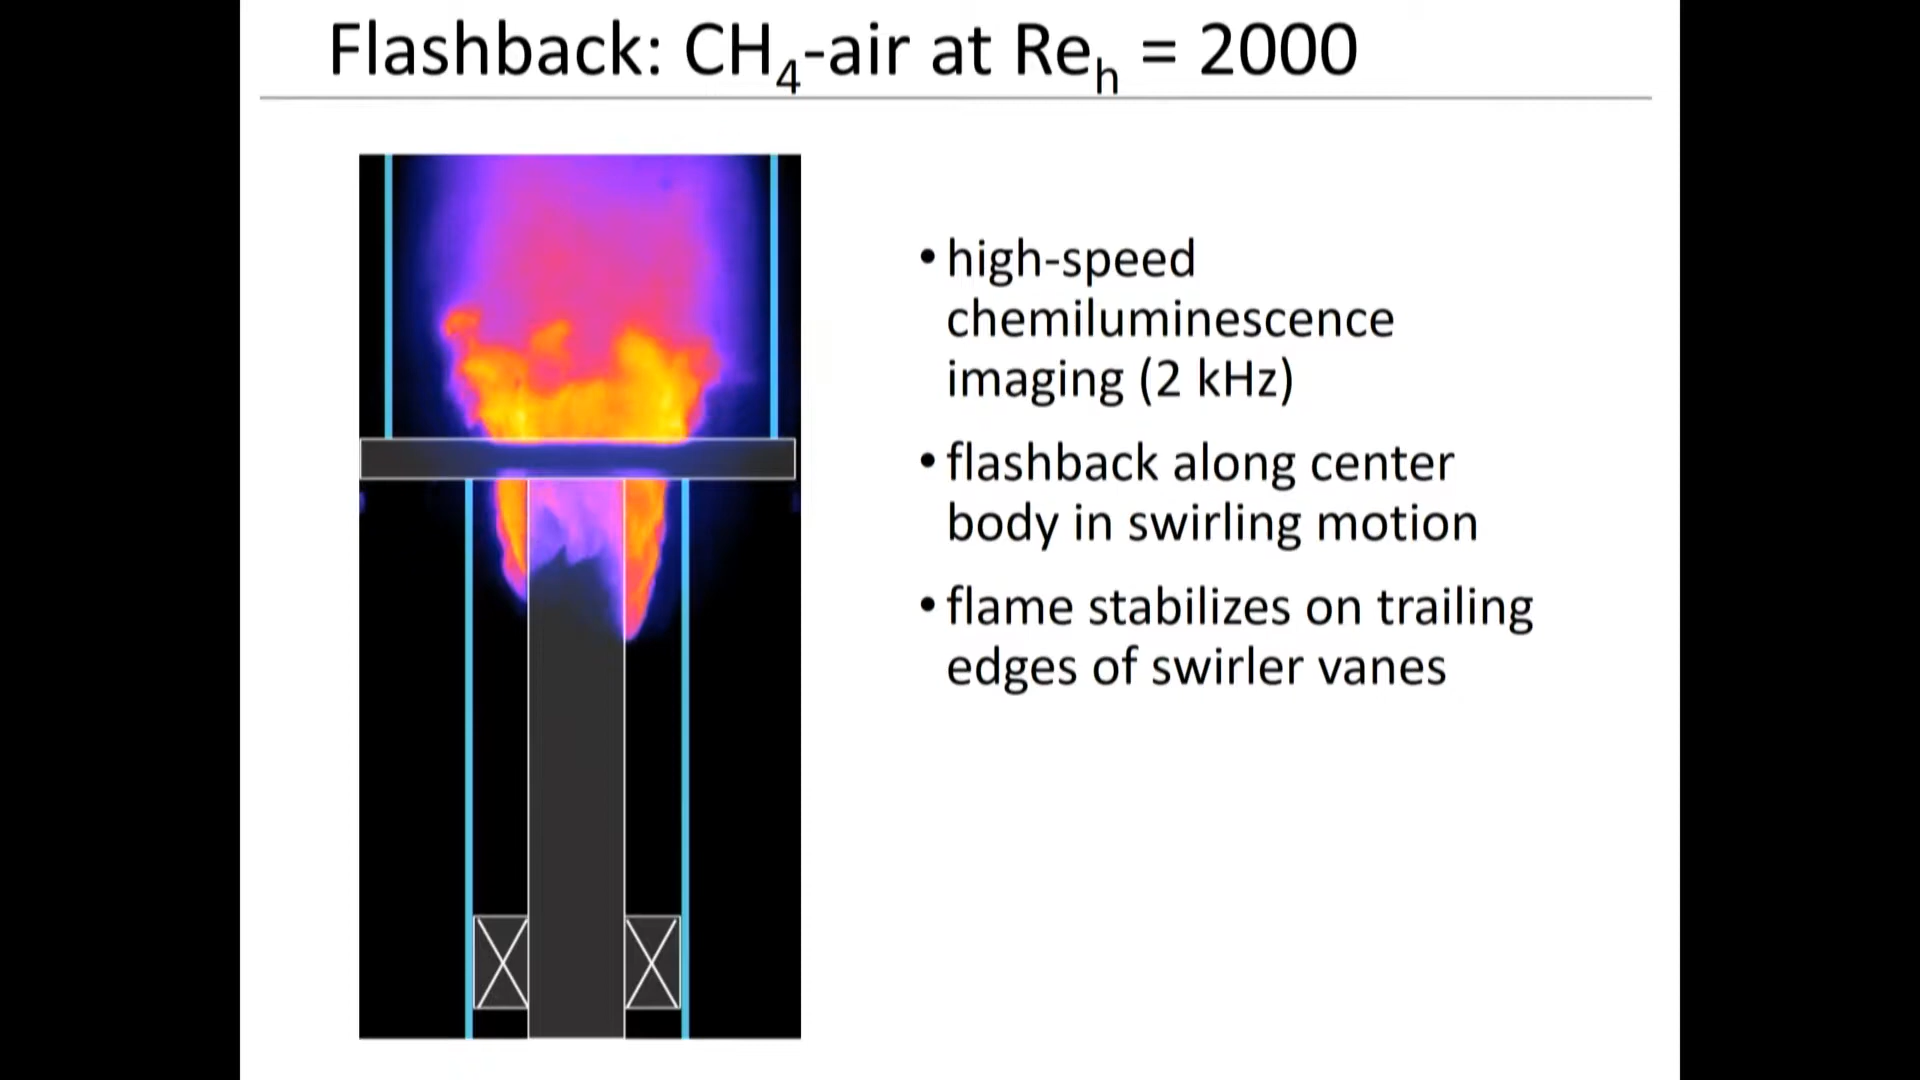 Flashback: CH4-air at Reh = 2000
•high-speed
chemiluminescence
imaging (2 kHz)
•flashback along center
body in swirling motion
•flame stabilizes on trailing
edges of swirler vanes